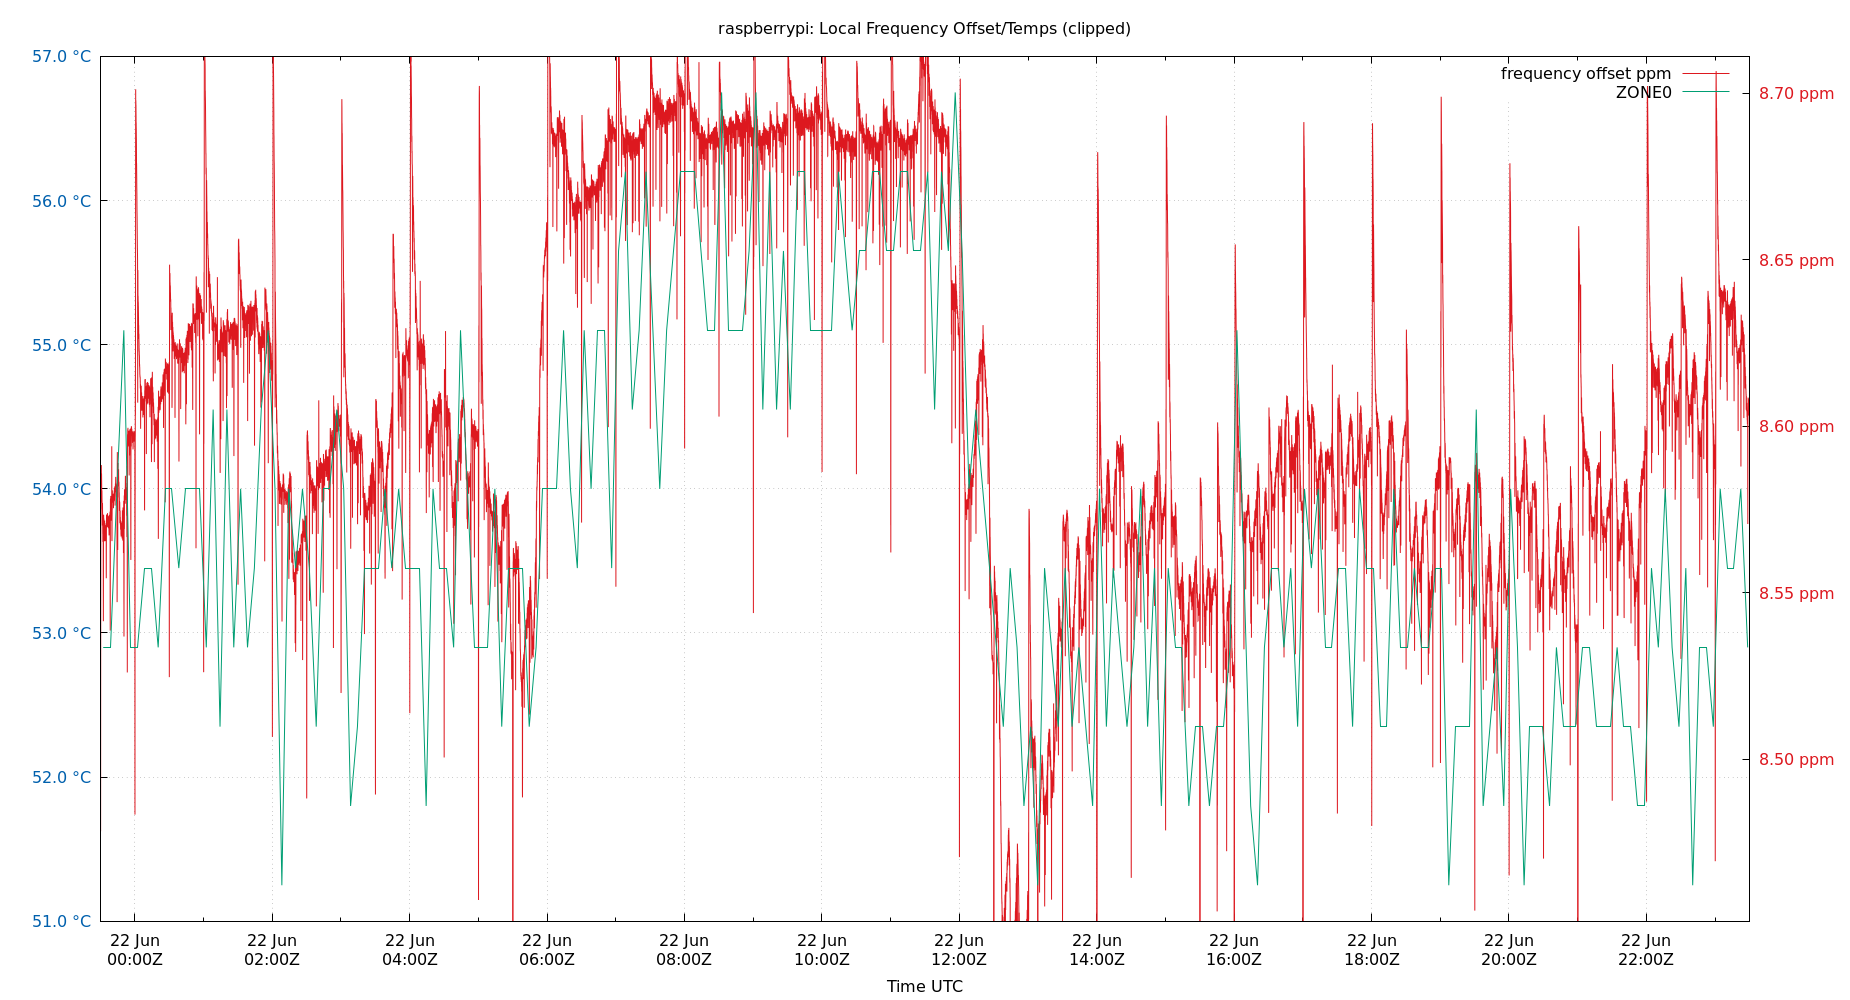 raspberrypi: Local Frequency Offset/Temps (clipped)
57.0 °C
56.0 °C
55.0 °C
54.0 °C
53.0 °C
52.0 °C
51.0 °C
frequency offset ppm
ZONE0
8.70 ppm
8.65 ppm
8.60 ppm
8.55 ppm
8.50 ppm
22 Jun
00:00Z
22 Jun
02:00Z
22 Jun
04:00Z
22 Jun
06:00Z
22 Jun
08:00Z
22 Jun
10:00Z
22 Jun
12:00Z
22 Jun
14:00Z
22 Jun
16:00Z
22 Jun
18:00Z
22 Jun
20:00Z
22 Jun
22:00Z
Time UTC